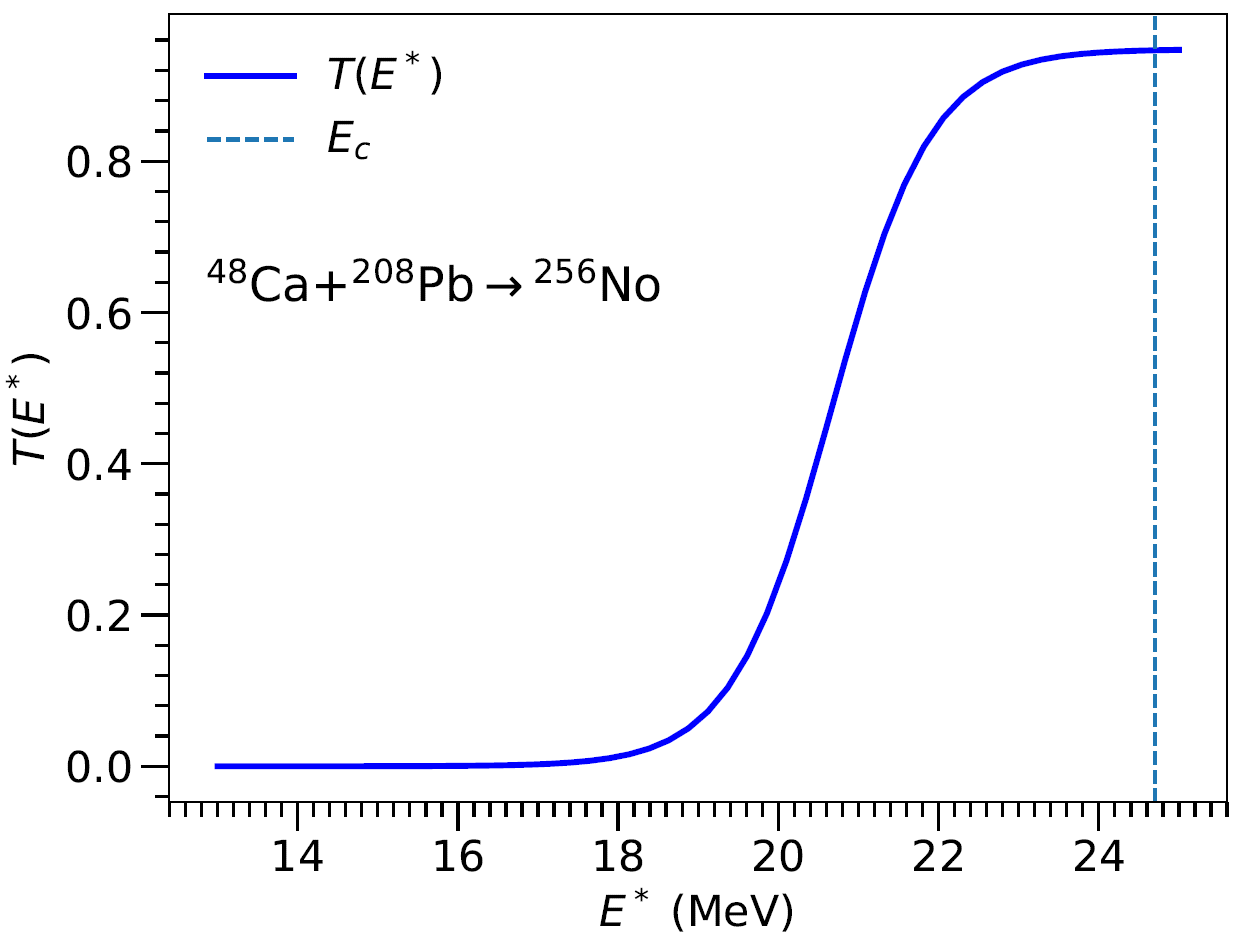 T(E*)
E_c
⁴⁸Ca+²⁰⁸Pb→²⁵⁶No
T(E*)
0.8
0.6
0.4
0.2
0.0
14 16 18 20 22 24
E* (MeV)